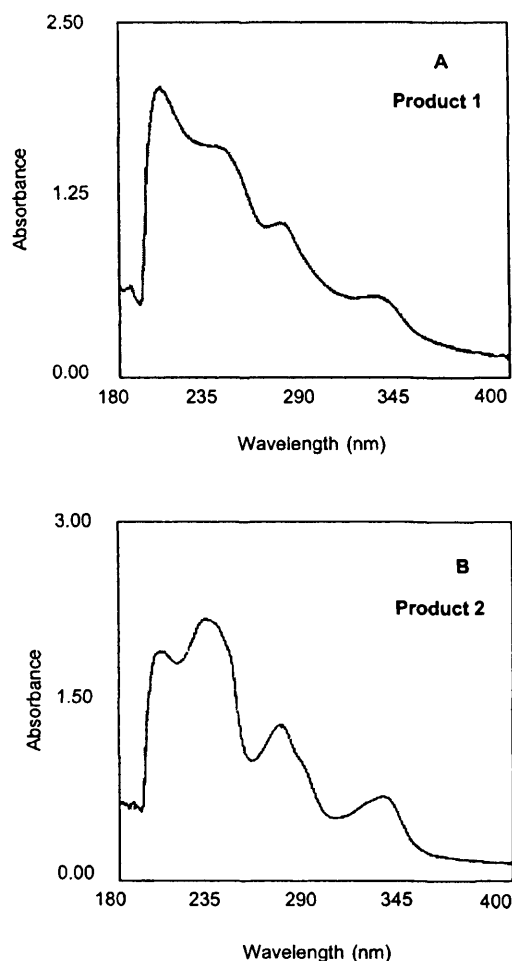 2.50
A
Product 1
1.25
Absorbance
0.00
180 235 290 345 400
Wavelength (nm)
3.00
B
Product 2
1.50
Absorbance
0.00
180 235 290 345 400
Wavelength (nm)